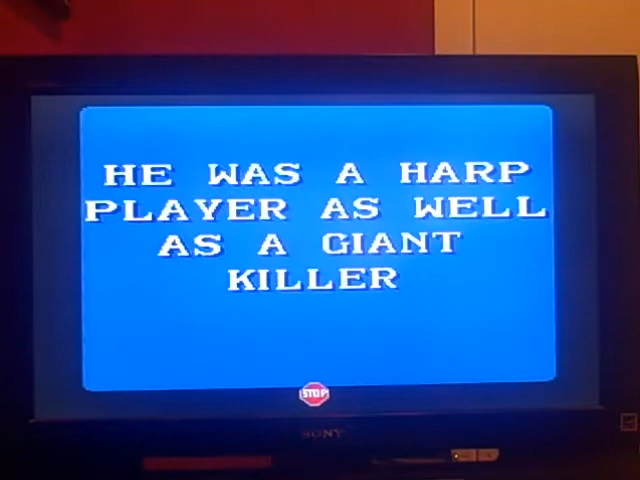 HE WAS A HARP
PLAYER AS WELL
AS A GIANT
KILLER
STOP
SONY